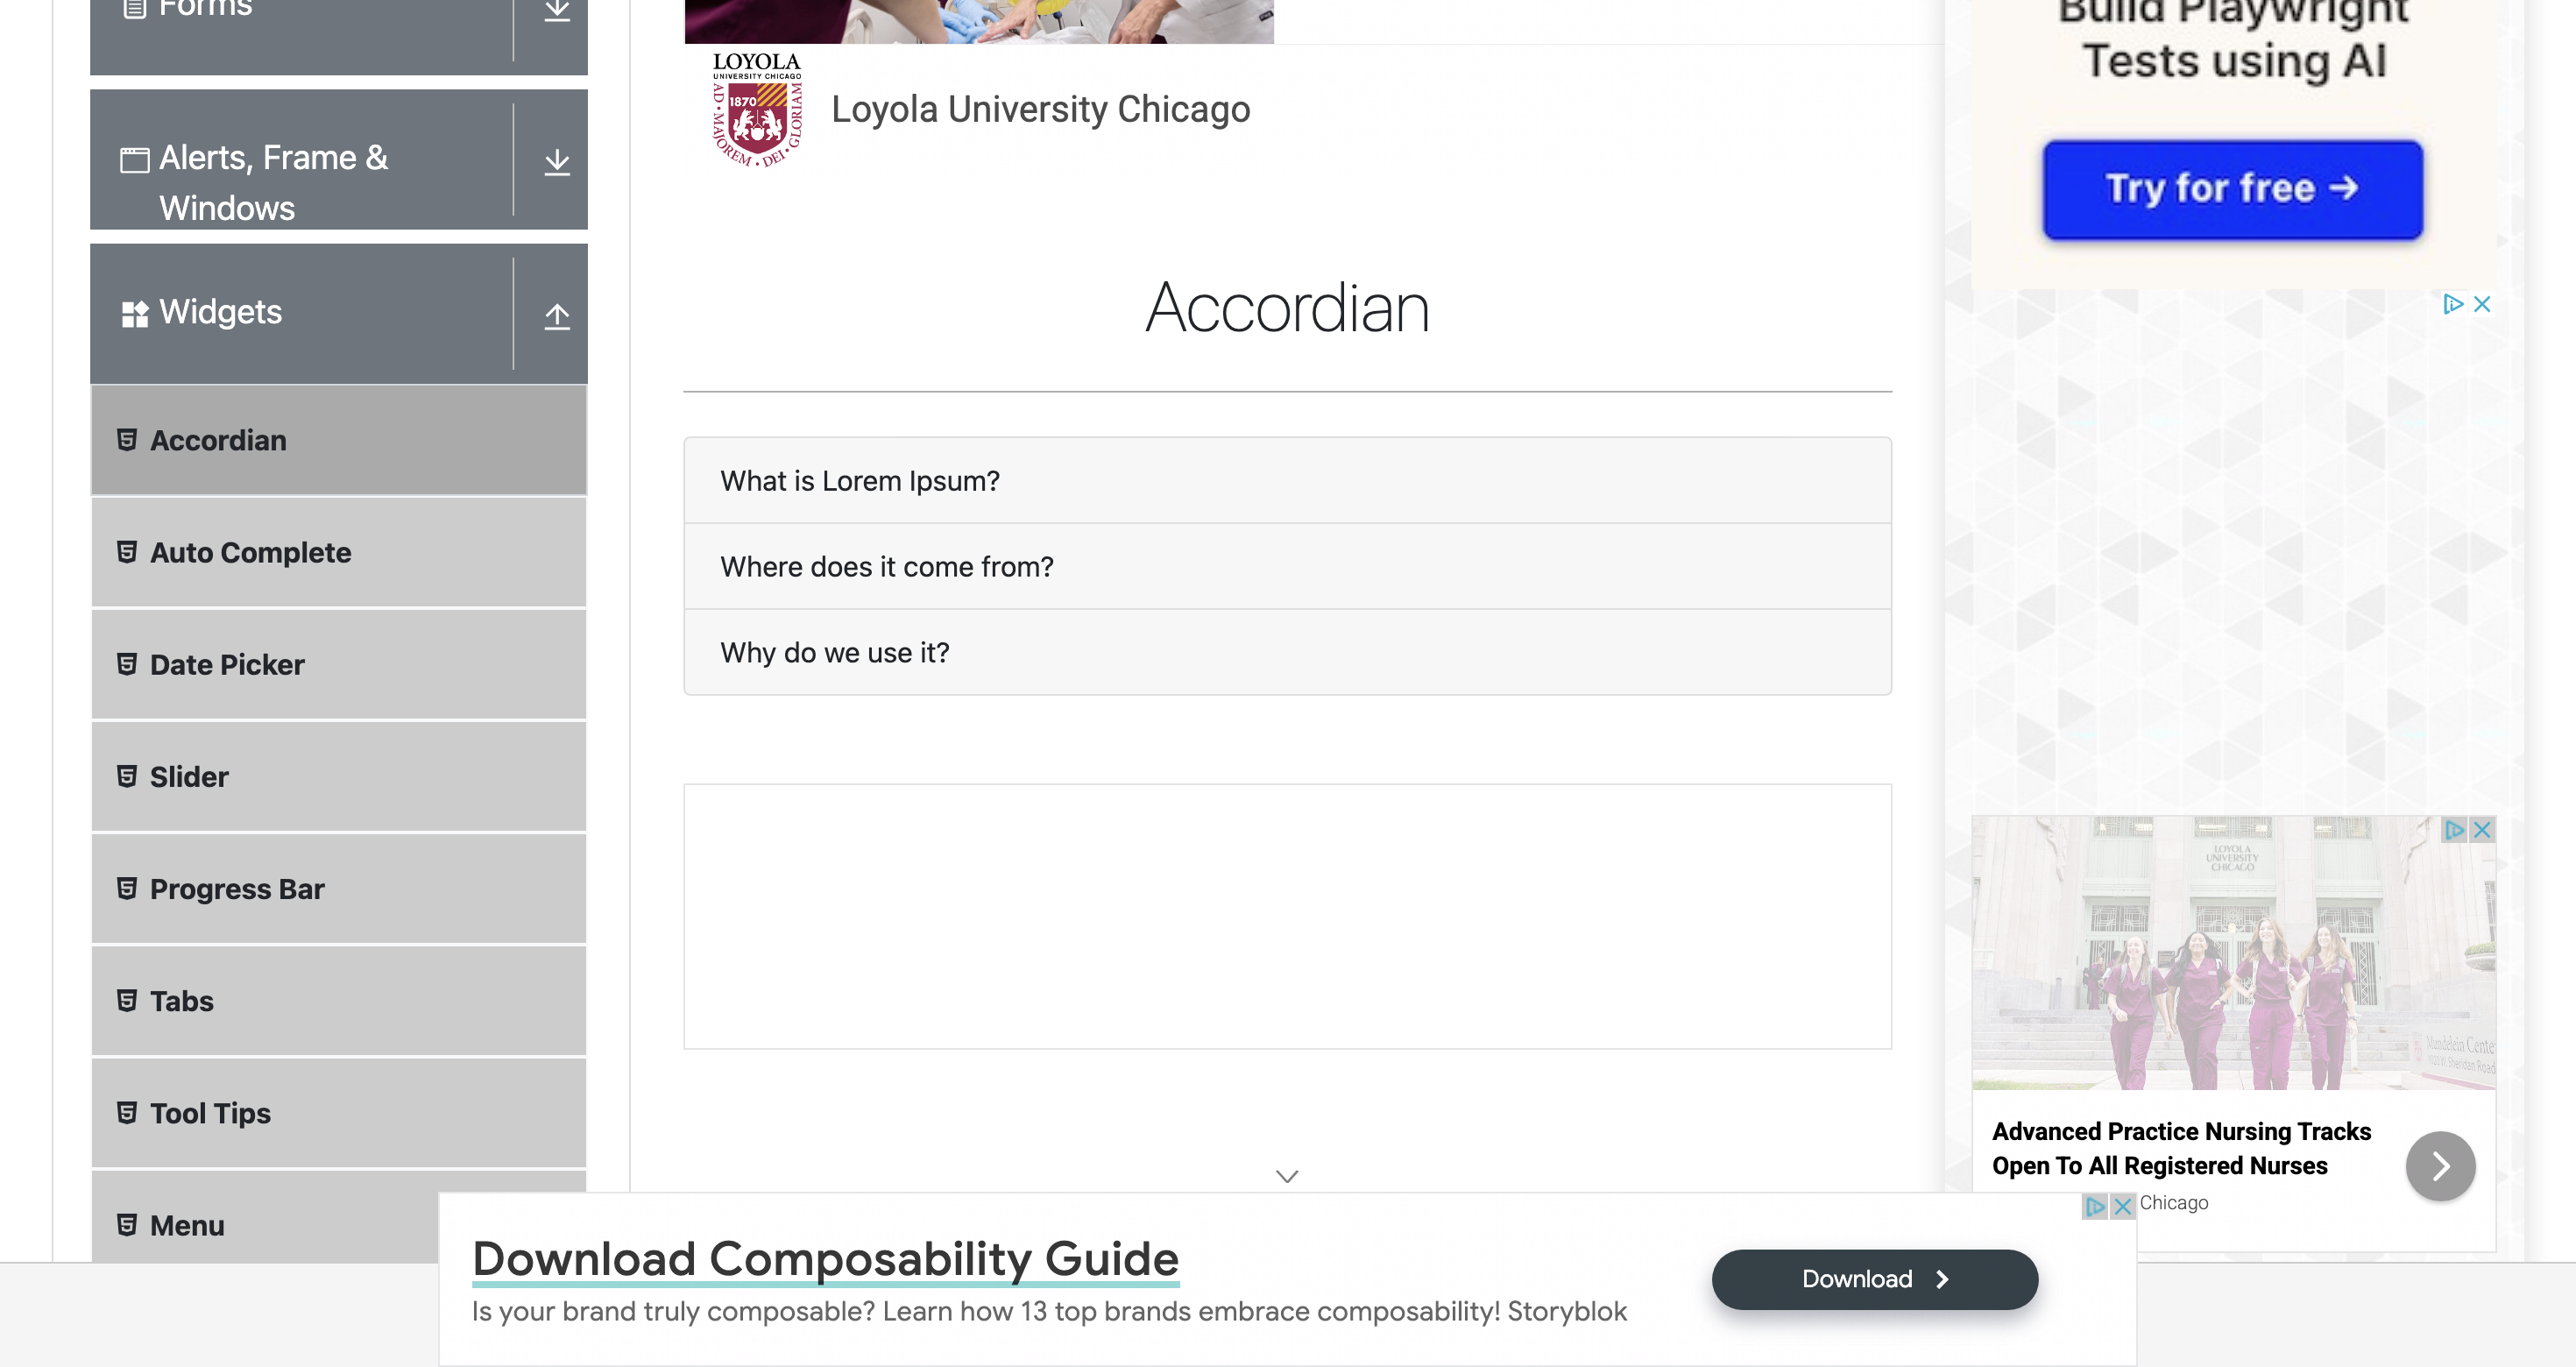 Forms
Alerts, Frame &
Windows
Widgets
Accordian
Auto Complete
Date Picker
Slider
Progress Bar
Tabs
Tool Tips
Menu
LOYOLA
UNIVERSITY CHICAGO
1870
AD • MAJOREM • DEI • GLORIAM
Loyola University Chicago
Accordian
What is Lorem Ipsum?
Where does it come from?
Why do we use it?
Build Playwright
Tests using AI
Try for free →
LOYOLA
UNIVERSITY
CHICAGO
Mundelein Cente
Sheridan Road
Advanced Practice Nursing Tracks
Open To All Registered Nurses
Chicago
Download Composability Guide
Is your brand truly composable? Learn how 13 top brands embrace composability! Storyblok
Download